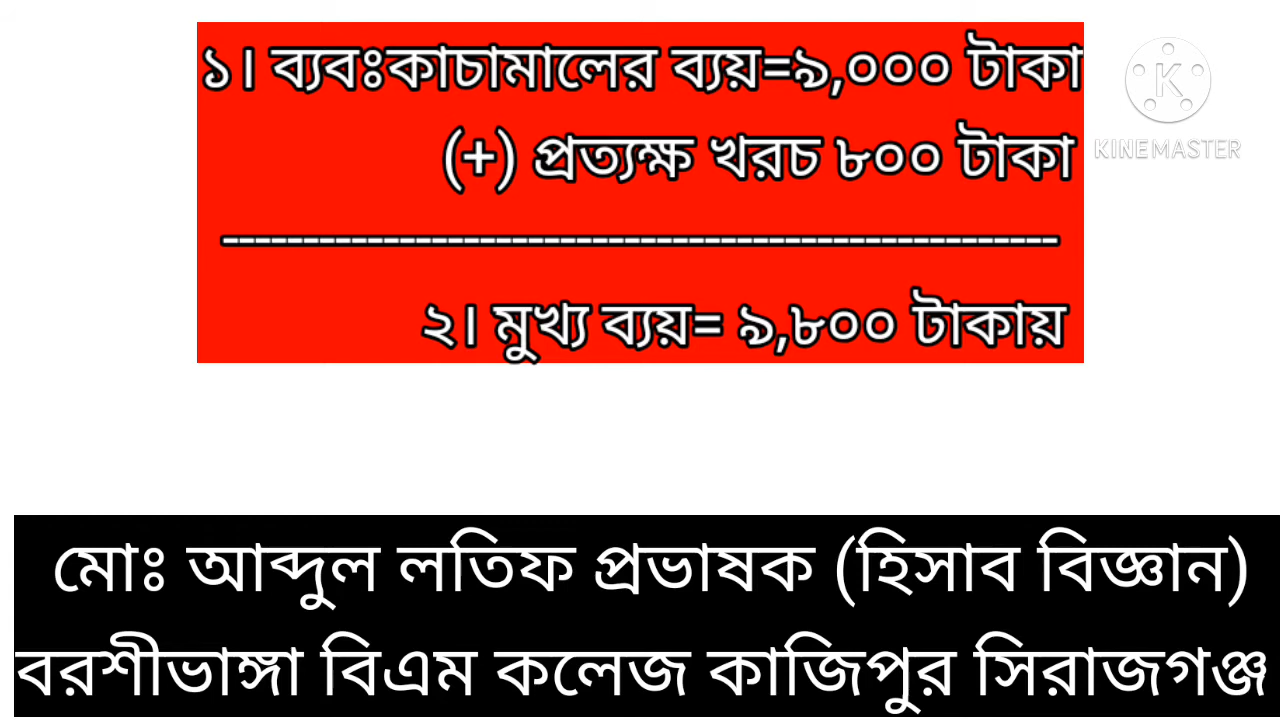 ১। ব্যবঃকাচামালের ব্যয়=৯,০০০ টাকা
(+) প্রত্যক্ষ খরচ ৮০০ টাকা
----------------------------------------------------
২। মুখ্য ব্যয়= ৯,৮০০ টাকায়
KINEMASTER
মোঃ আব্দুল লতিফ প্রভাষক (হিসাব বিজ্ঞান)
বরশীভাঙ্গা বিএম কলেজ কাজিপুর সিরাজগঞ্জ